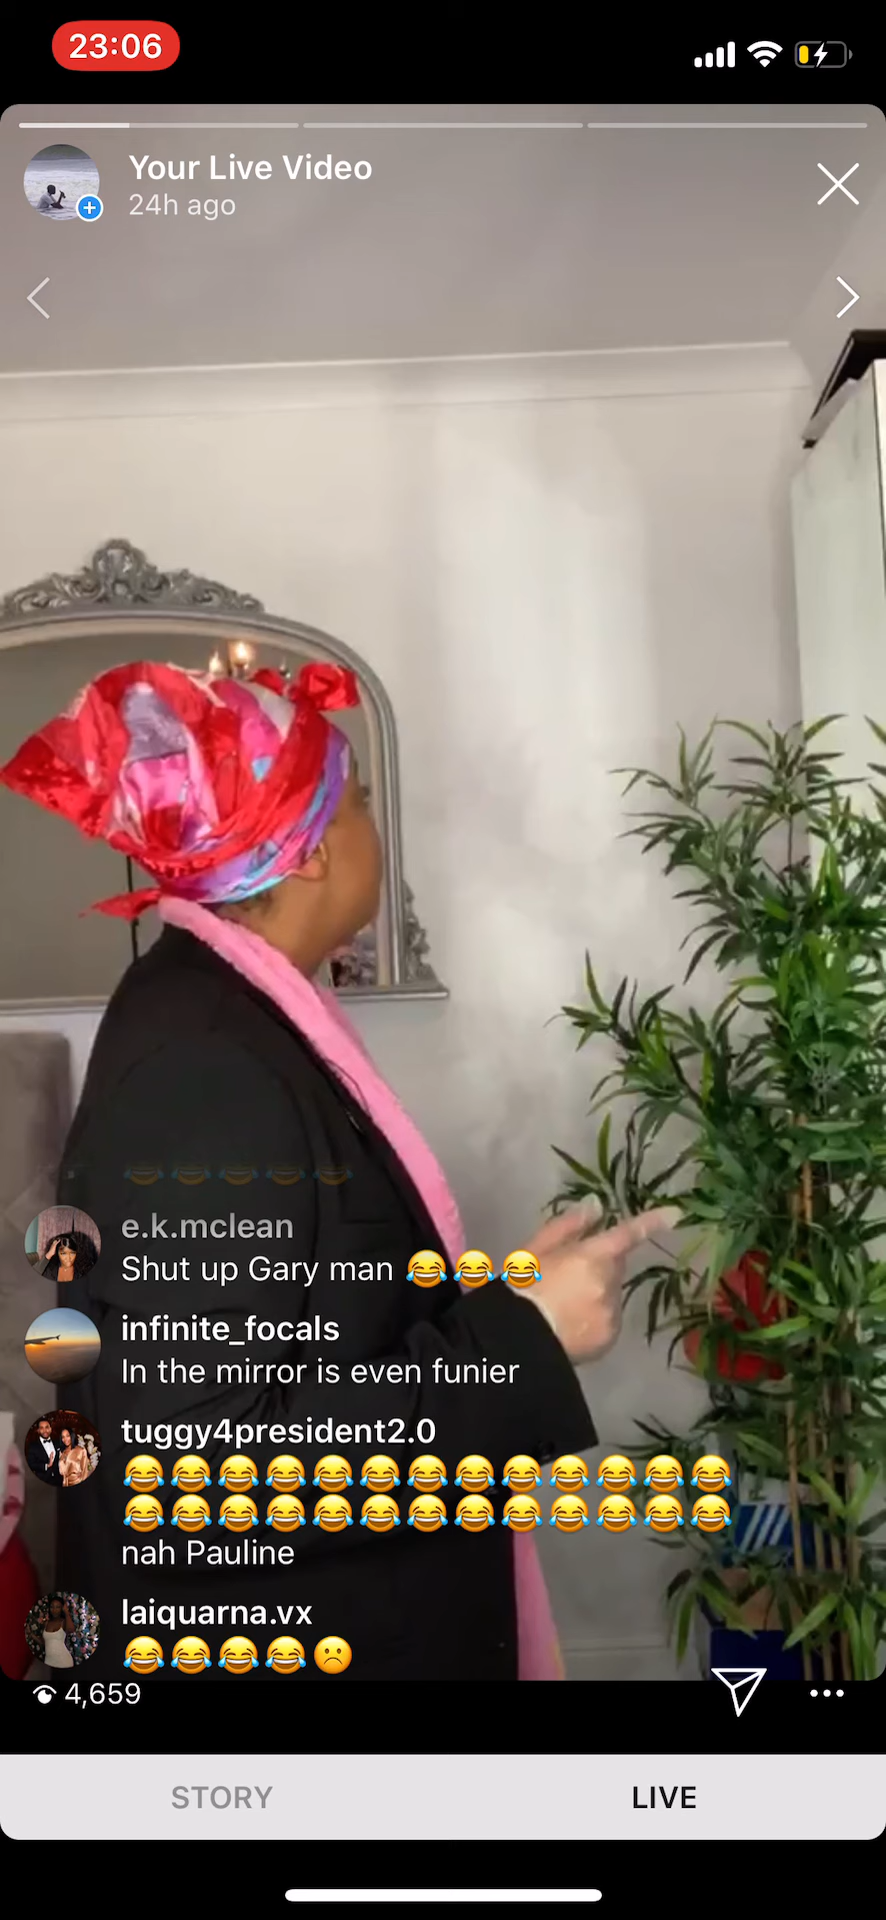 23:06
Your Live Video
24h ago
😂😂😂😂😂
e.k.mclean
Shut up Gary man 😂😂😂
infinite_focals
In the mirror is even funier
tuggy4president2.0
😂😂😂😂😂😂😂😂😂😂😂😂😂
😂😂😂😂😂😂😂😂😂😂😂😂😂
nah Pauline
laiquarna.vx
😂😂😂😂🙁
4,659
STORY LIVE